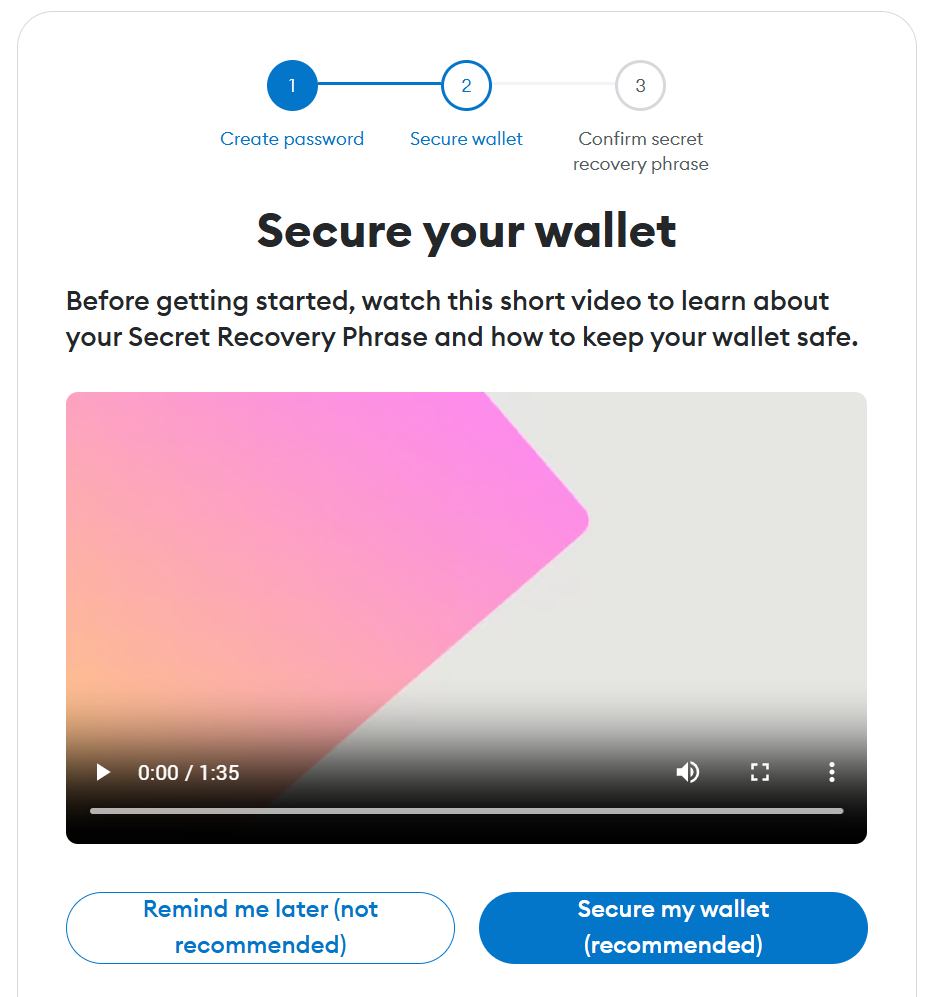 1
2
3
Create password
Secure wallet
Confirm secret
recovery phrase
Secure your wallet
Before getting started, watch this short video to learn about
your Secret Recovery Phrase and how to keep your wallet safe.
0:00 / 1:35
Remind me later (not
recommended)
Secure my wallet
(recommended)